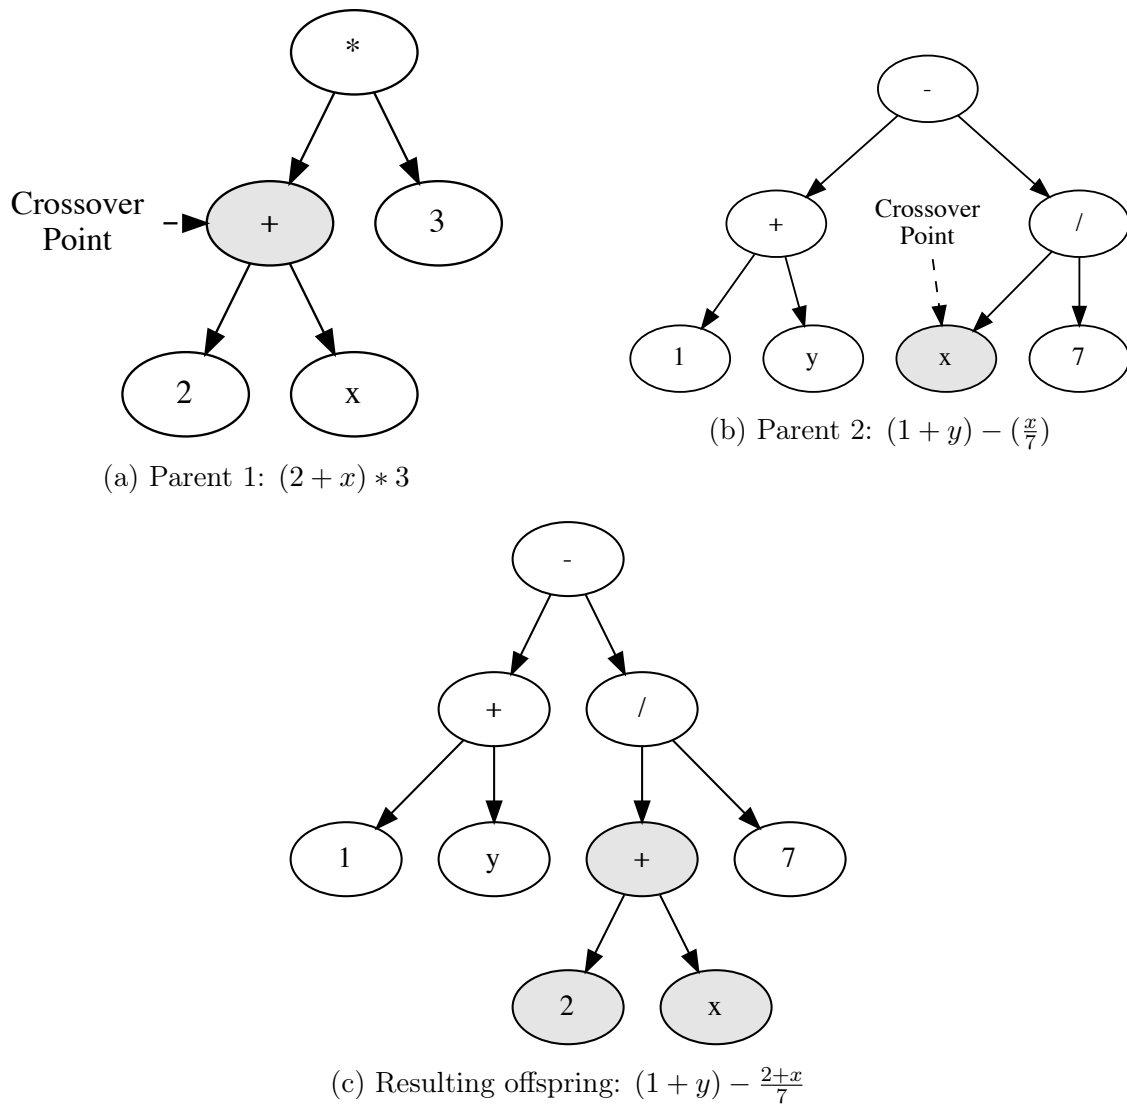 *
Crossover
Point
+
3
2
x
(a) Parent 1: (2 + x) ∗ 3
-
+
Crossover
Point
/
1
y
x
7
(b) Parent 2: (1 + y) − (x/7)
-
+
/
1
y
+
7
2
x
(c) Resulting offspring: (1 + y) − 2+x/7